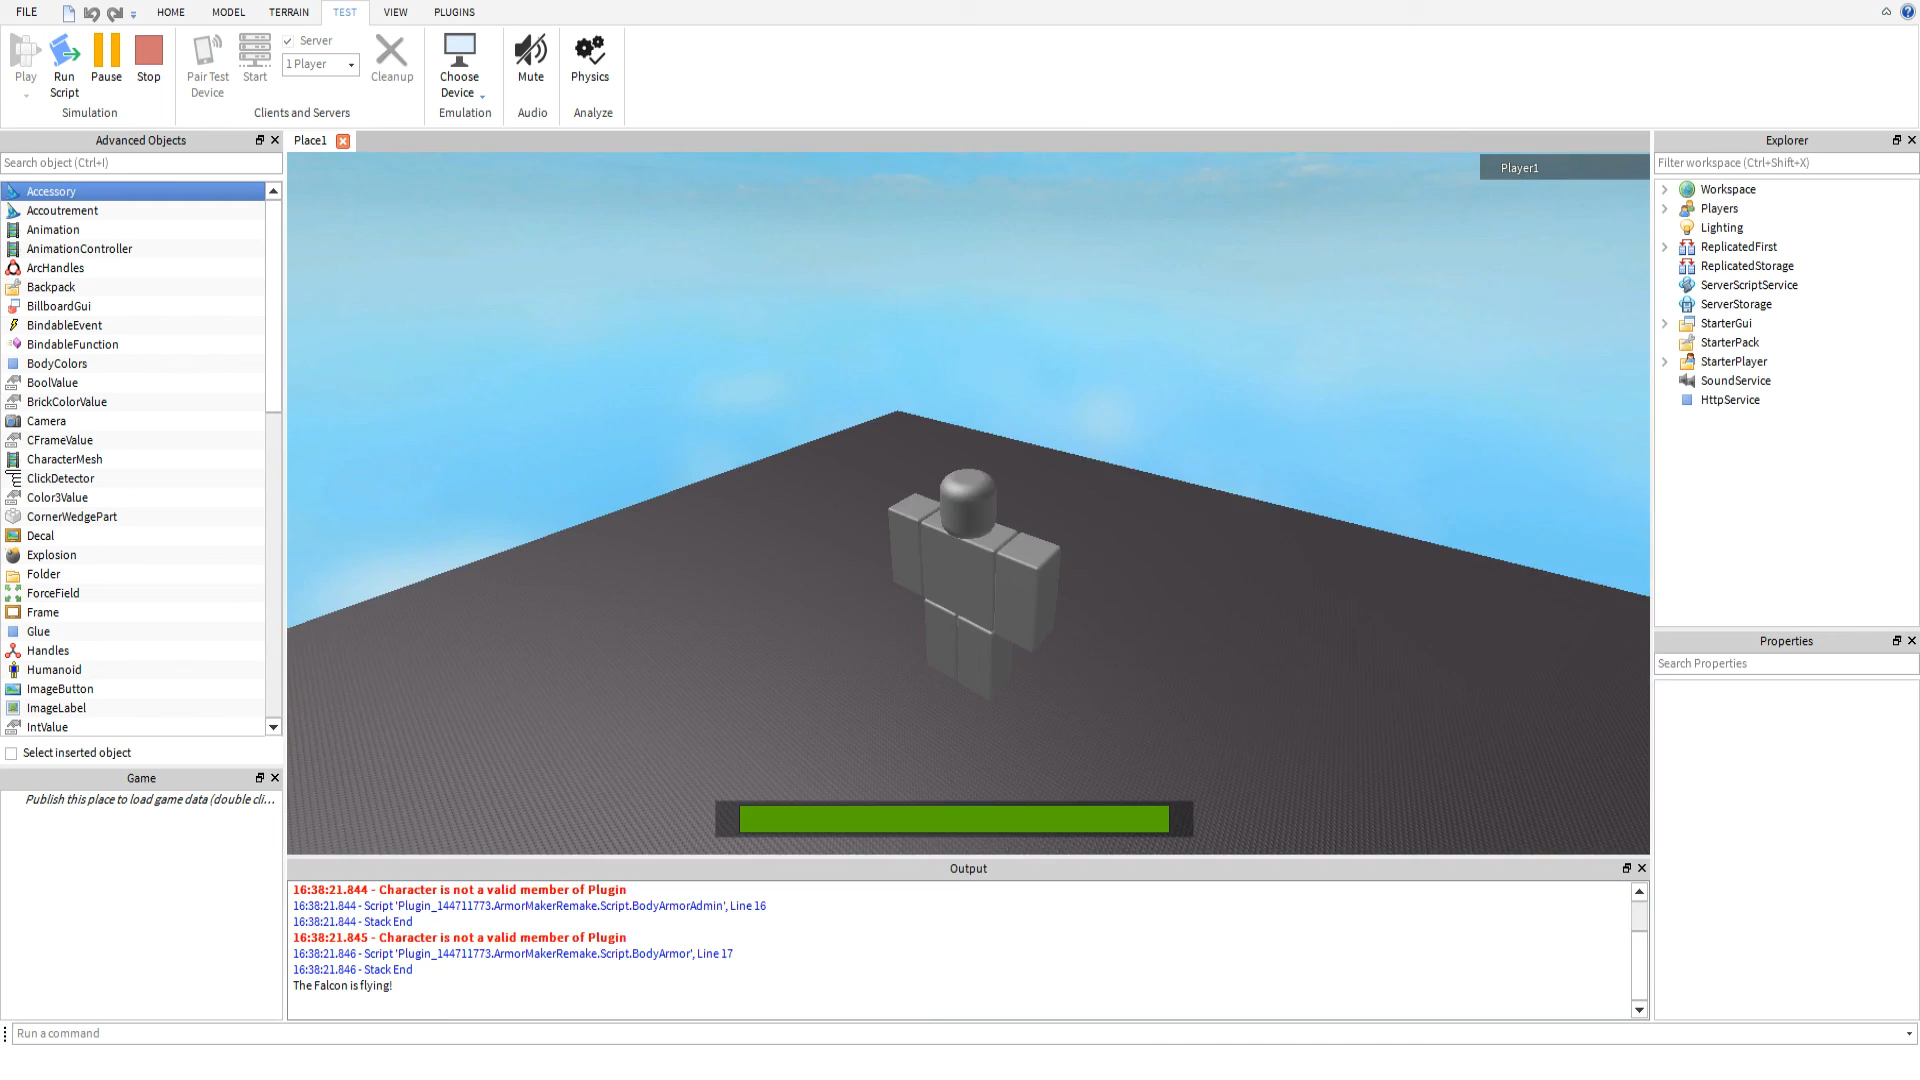 FILE
HOME
MODEL
TERRAIN
TEST
VIEW
PLUGINS
Play
Run Script
Pause
Stop
Simulation
Pair Test Device
Start
Server
1 Player
Cleanup
Clients and Servers
Choose Device
Emulation
Mute
Audio
Physics
Analyze
Advanced Objects
Search object (Ctrl+I)
Accessory
Accoutrement
Animation
AnimationController
ArcHandles
Backpack
BillboardGui
BindableEvent
BindableFunction
BodyColors
BoolValue
BrickColorValue
Camera
CFrameValue
CharacterMesh
ClickDetector
Color3Value
CornerWedgePart
Decal
Explosion
Folder
ForceField
Frame
Glue
Handles
Humanoid
ImageButton
ImageLabel
IntValue
Select inserted object
Game
Publish this place to load game data (double cli...
Place1
Player1
Output
16:38:21.844 - Character is not a valid member of Plugin
16:38:21.844 - Script 'Plugin_144711773.ArmorMakerRemake.Script.BodyArmorAdmin', Line 16
16:38:21.844 - Stack End
16:38:21.845 - Character is not a valid member of Plugin
16:38:21.846 - Script 'Plugin_144711773.ArmorMakerRemake.Script.BodyArmor', Line 17
16:38:21.846 - Stack End
The Falcon is flying!
Explorer
Filter workspace (Ctrl+Shift+X)
Workspace
Players
Lighting
ReplicatedFirst
ReplicatedStorage
ServerScriptService
ServerStorage
StarterGui
StarterPack
StarterPlayer
SoundService
HttpService
Properties
Search Properties
Run a command